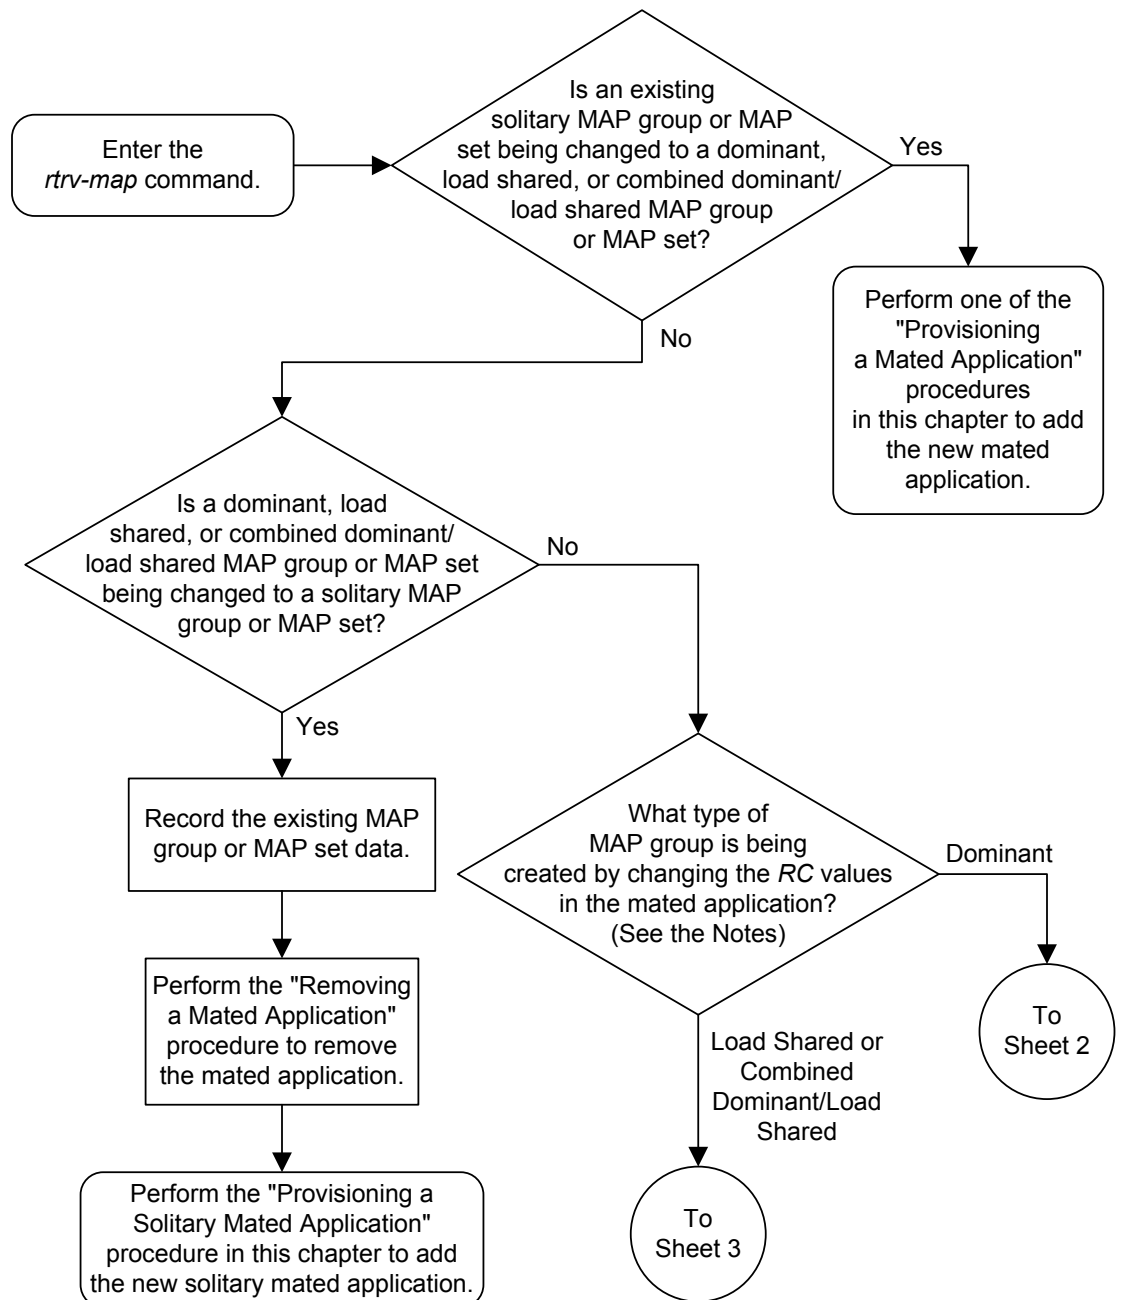 Enter the
rtrv-map command.
Is an existing
solitary MAP group or MAP
set being changed to a dominant,
load shared, or combined dominant/
load shared MAP group
or MAP set?
Yes
Perform one of the
"Provisioning
a Mated Application"
procedures
in this chapter to add
the new mated
application.
No
Is a dominant, load
shared, or combined dominant/
load shared MAP group or MAP set
being changed to a solitary MAP
group or MAP set?
No
Yes
Record the existing MAP
group or MAP set data.
Perform the "Removing
a Mated Application"
procedure to remove
the mated application.
Perform the "Provisioning a
Solitary Mated Application"
procedure in this chapter to add
the new solitary mated application.
What type of
MAP group is being
created by changing the RC values
in the mated application?
(See the Notes)
Dominant
To
Sheet 2
Load Shared or
Combined
Dominant/Load
Shared
To
Sheet 3